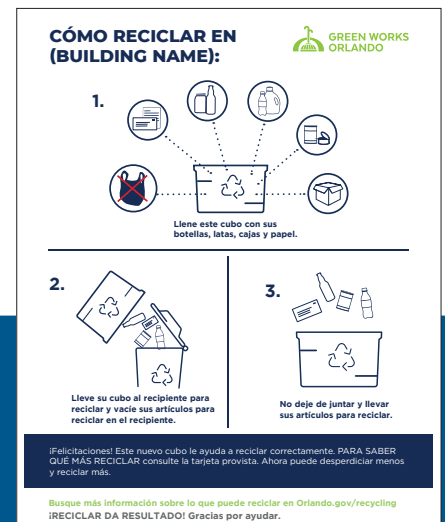 CÓMO RECICLAR EN
(BUILDING NAME):
GREEN WORKS
ORLANDO
1.
Llene este cubo con sus
botellas, latas, cajas y papel.
2.
Lleve su cubo al recipiente para
reciclar y vacíe sus artículos para
reciclar en el recipiente.
3.
No deje de juntar y llevar
sus artículos para reciclar.
¡Felicitaciones! Este nuevo cubo le ayuda a reciclar correctamente. PARA SABER
QUÉ MÁS RECICLAR consulte la tarjeta provista. Ahora puede desperdiciar menos
y reciclar más.
Busque más información sobre lo que puede reciclar en Orlando.gov/recycling
¡RECICLAR DA RESULTADO! Gracias por ayudar.